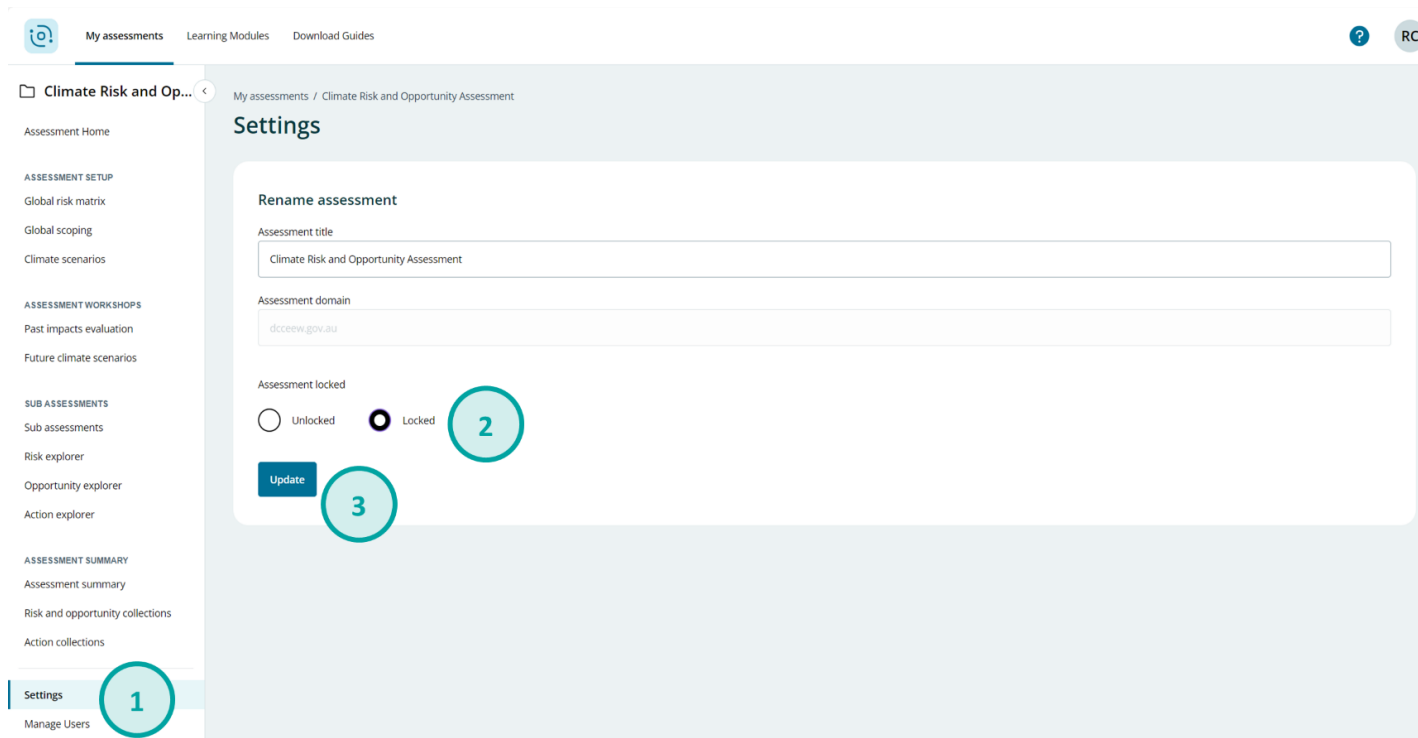 My assessments Learning Modules Download Guides ? RC
Climate Risk and Op...
Assessment Home
ASSESSMENT SETUP
Global risk matrix
Global scoping
Climate scenarios
ASSESSMENT WORKSHOPS
Past impacts evaluation
Future climate scenarios
SUB ASSESSMENTS
Sub assessments
Risk explorer
Opportunity explorer
Action explorer
ASSESSMENT SUMMARY
Assessment summary
Risk and opportunity collections
Action collections
Settings 1
Manage Users
My assessments / Climate Risk and Opportunity Assessment
Settings
Rename assessment
Assessment title
Climate Risk and Opportunity Assessment
Assessment domain
dcceew.gov.au
Assessment locked
Unlocked Locked 2
Update 3